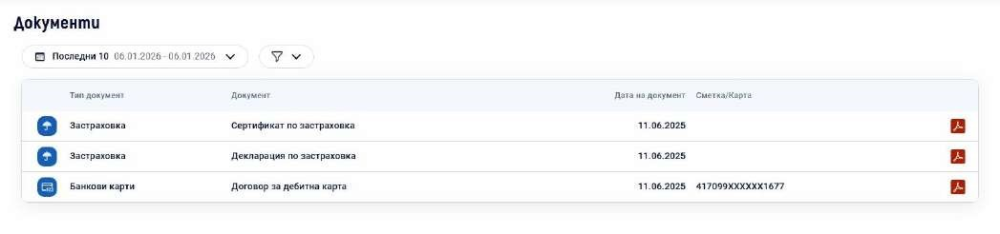 Документи
Последни 10 06.01.2026 - 06.01.2026
Тип документ Документ Дата на документ Сметка/Карта
Застраховка Сертификат по застраховка 11.06.2025
Застраховка Декларация по застраховка 11.06.2025
Банкови карти Договор за дебитна карта 11.06.2025 417099XXXXXX1677